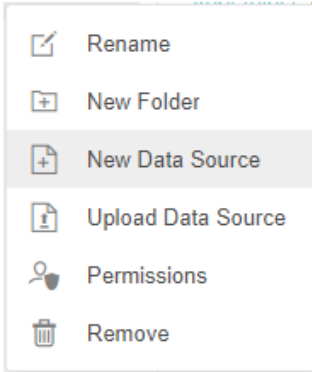 Rename
New Folder
New Data Source
Upload Data Source
Permissions
Remove